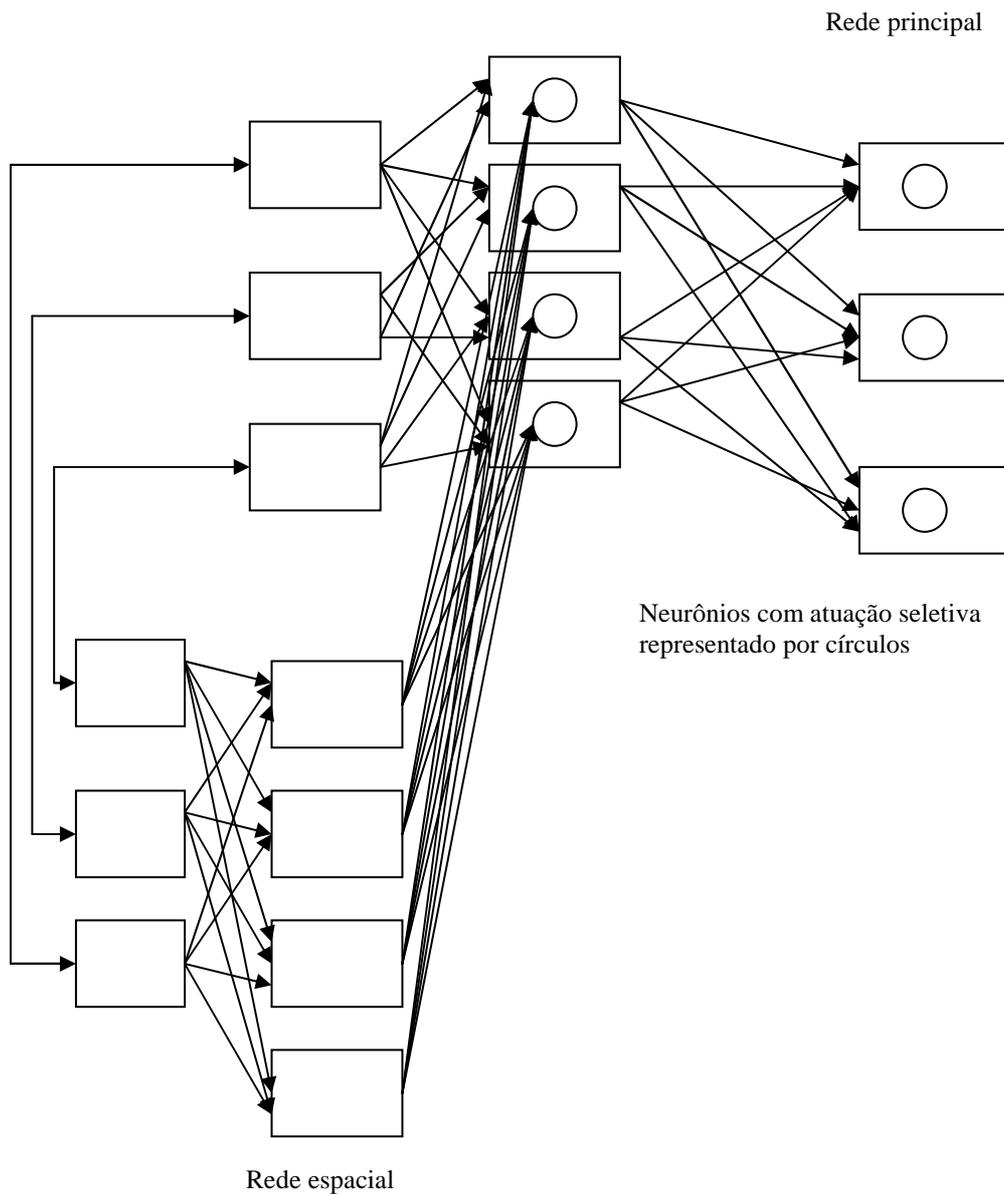 Rede principal
Neurônios com atuação seletiva
representado por círculos
Rede espacial